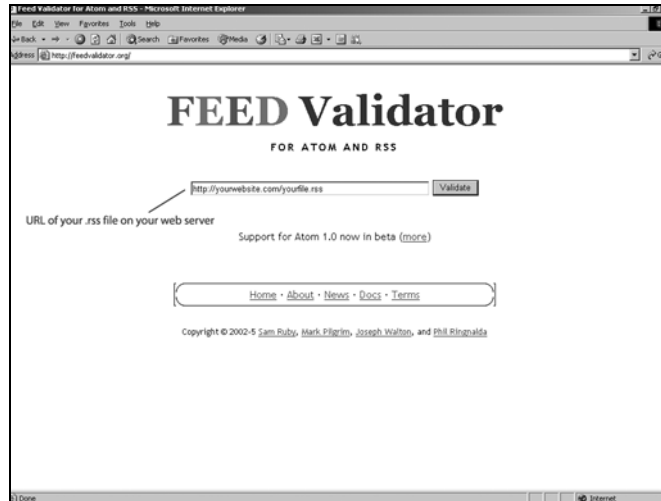 Feed Validator for Atom and RSS - Microsoft Internet Explorer
File Edit View Favorites Tools Help
Back Search Favorites Media
Address http://feedvalidator.org/
FEED Validator
FOR ATOM AND RSS
http://yourwebsite.com/yourfile.rss Validate
URL of your .rss file on your web server
Support for Atom 1.0 now in beta (more)
Home · About · News · Docs · Terms
Copyright © 2002-5 Sam Ruby, Mark Pilgrim, Joseph Walton, and Phil Ringnalda
Done Internet